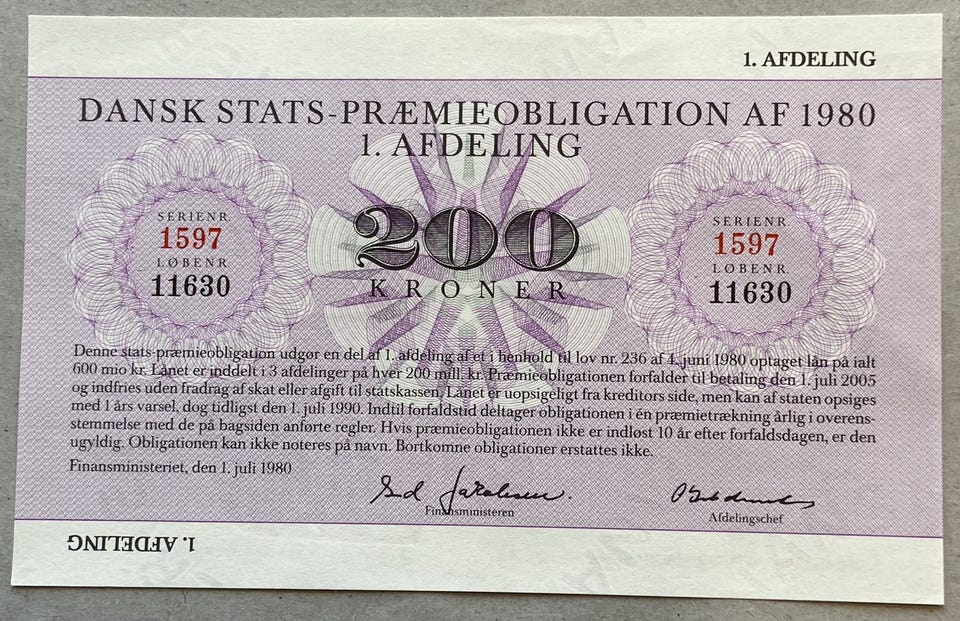 1. AFDELING
DANSK STATS-PRÆMIEOBLIGATION AF 1980
1. AFDELING
SERIENR.
1597
LØBENR.
11630
200
KRONER
SERIENR.
1597
LØBENR.
11630
Denne stats-præmieobligation udgør en del af 1. afdeling af et i henhold til lov nr. 236 af 4. juni 1980 optaget lån på ialt
600 mio kr. Lånet er inddelt i 3 afdelinger på hver 200 mill. kr. Præmieobligationen forfalder til betaling den 1. juli 2005
og indfries uden fradrag af skat eller afgift til statskassen. Lånet er uopsigeligt fra kreditors side, men kan af staten opsiges
med 1 års varsel, dog tidligst den 1. juli 1990. Indtil forfaldstid deltager obligationen i én præmietrækning årlig i overens-
stemmelse med de på bagsiden anførte regler. Hvis præmieobligationen ikke er indløst 10 år efter forfaldsdagen, er den
ugyldig. Obligationen kan ikke noteres på navn. Bortkomne obligationer erstattes ikke.
Finansministeriet, den 1. juli 1980
Finansministeren
Afdelingschef
1. AFDELING